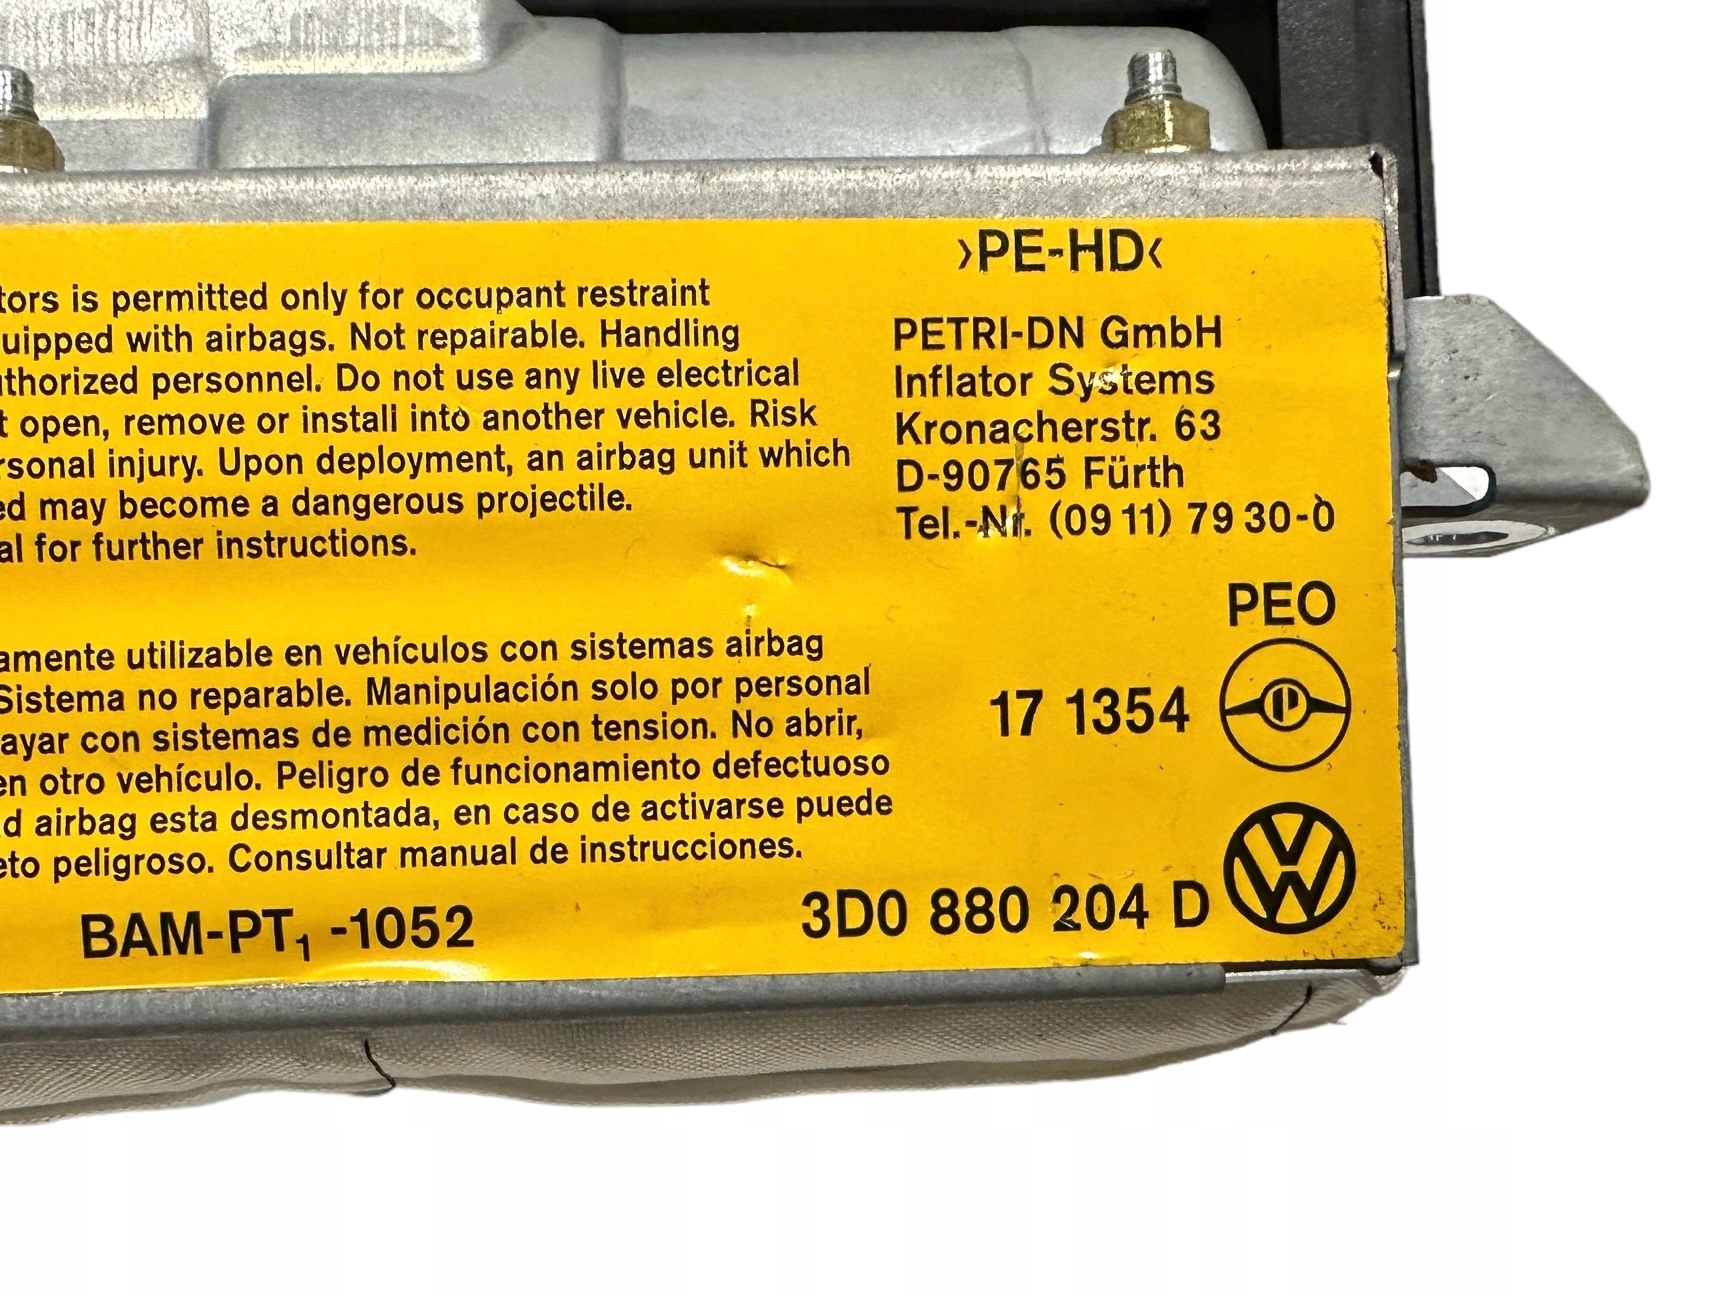 >PE-HD<
tors is permitted only for occupant restraint
uipped with airbags. Not repairable. Handling
uthorized personnel. Do not use any live electrical
t open, remove or install into another vehicle. Risk
rsonal injury. Upon deployment, an airbag unit which
ed may become a dangerous projectile.
al for further instructions.
PETRI-DN GmbH
Inflator Systems
Kronacherstr. 63
D-90765 Fürth
Tel.-Nr. (09 11) 79 30-0
PEO
amente utilizable en vehículos con sistemas airbag
Sistema no reparable. Manipulación solo por personal
ayar con sistemas de medición con tension. No abrir,
en otro vehículo. Peligro de funcionamiento defectuoso
d airbag esta desmontada, en caso de activarse puede
eto peligroso. Consultar manual de instrucciones.
17 1354
P
BAM-PT₁ -1052
3D0 880 204 D
VW